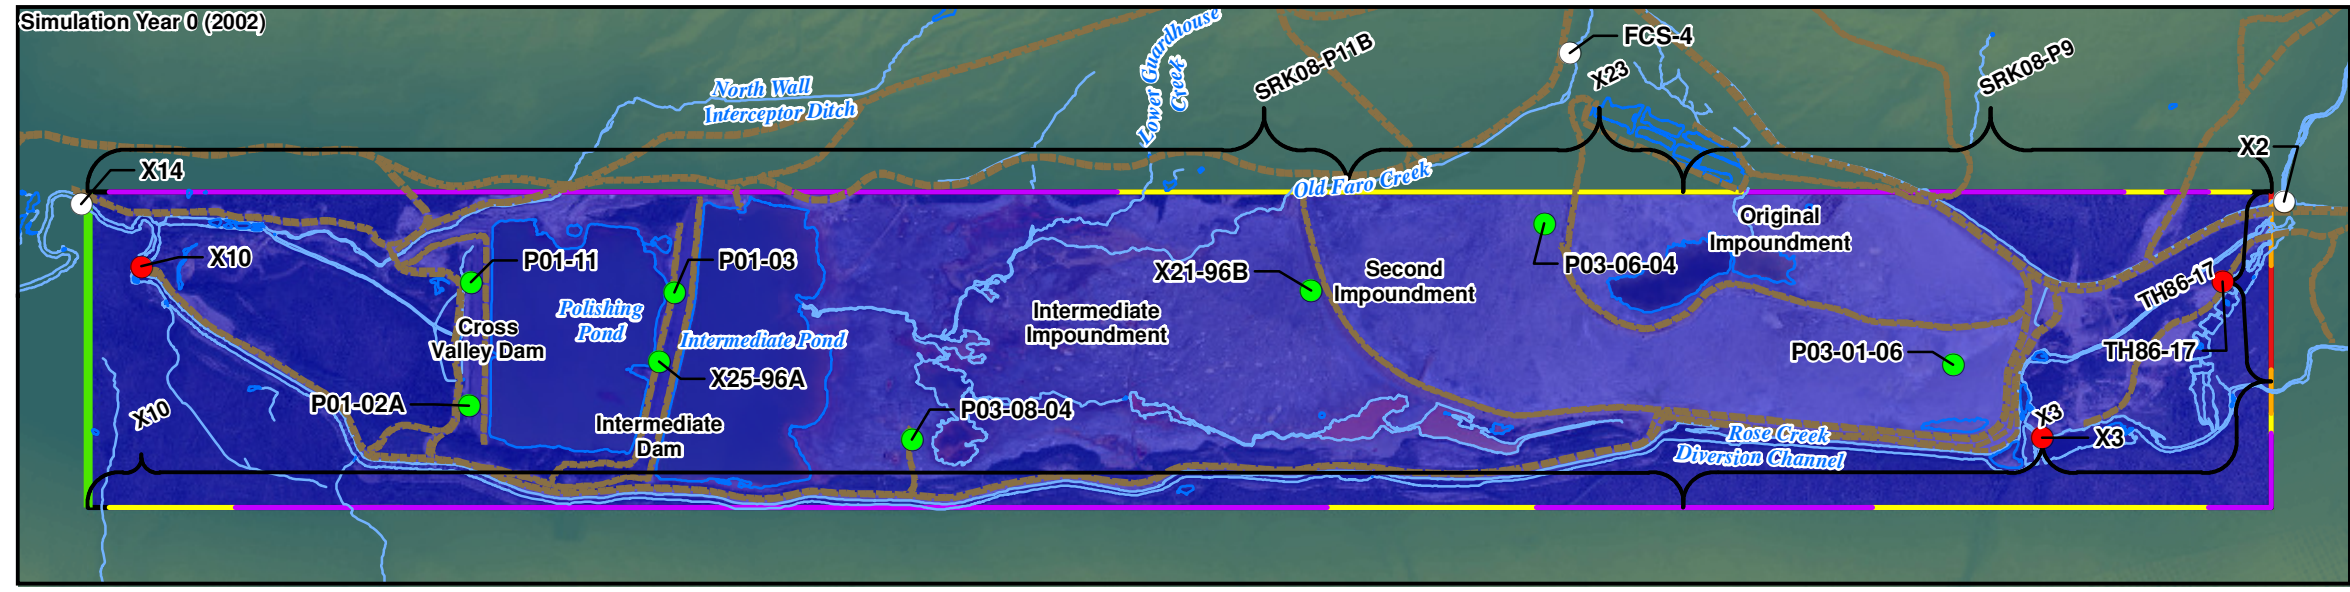 Simulation Year 0 (2002)
FCS-4
Lower Guardhouse
Creek
SRK08-P11B
X23
SRK08-P9
North Wall
Interceptor Ditch
X2
X14
Old Faro Creek
Original
Impoundment
X10
P01-11
P01-03
X21-96B
Second
Impoundment
P03-06-04
TH86-17
Polishing
Pond
Intermediate
Impoundment
Cross
Valley Dam
Intermediate Pond
P03-01-06
TH86-17
X25-96A
P01-02A
X10
P03-08-04
Intermediate
Dam
X3
Rose Creek
Diversion Channel
X3